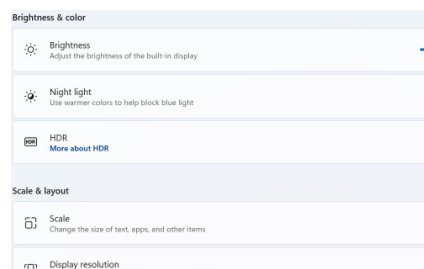 Brightness & color
Brightness
Adjust the brightness of the built-in display
Night light
Use warmer colors to help block blue light
HDR
HDR
More about HDR
Scale & layout
Scale
Change the size of text, apps, and other items
Display resolution